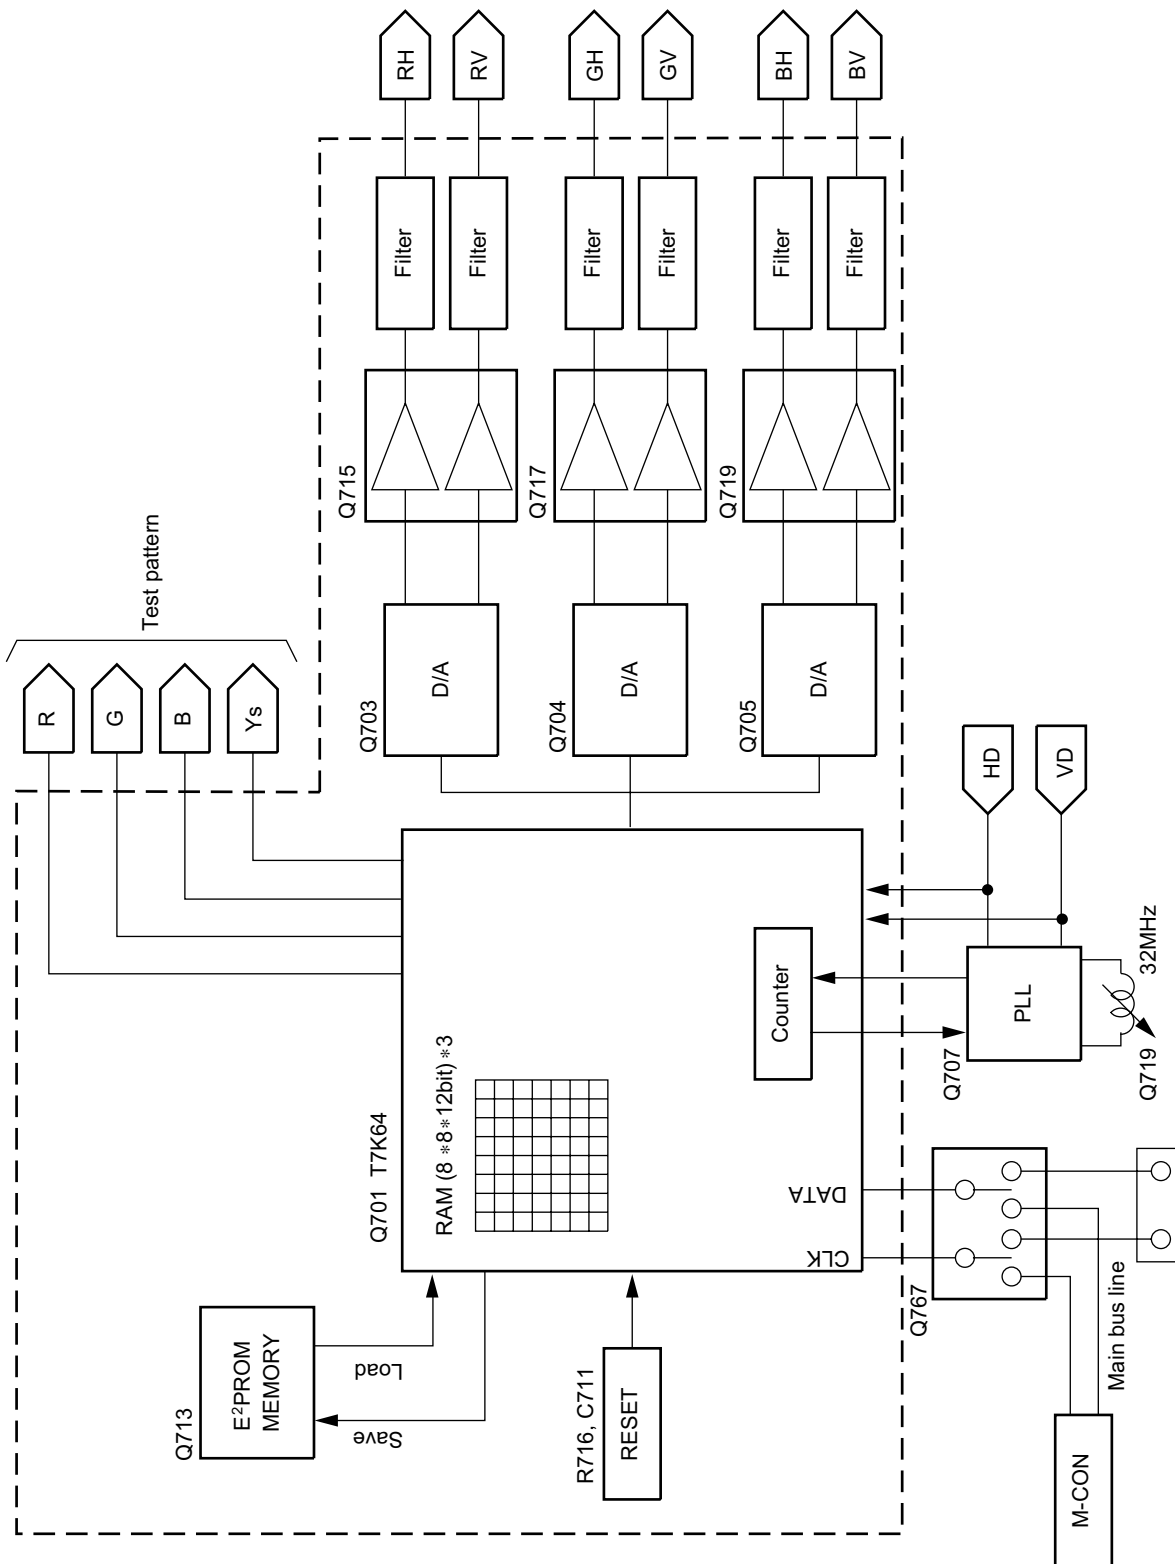 Q713
E²PROM
MEMORY
Save
Load
R716, C711
RESET
Q701 T7K64
RAM (8 *8*12bit) *3
CLK
DATA
Counter
Q767
Main bus line
M-CON
Q707
PLL
Q719
32MHz
HD
VD
R
G
B
Ys
Test pattern
Q703
D/A
Q704
D/A
Q705
D/A
Q715
Q717
Q719
Filter
Filter
Filter
Filter
Filter
Filter
RH
RV
GH
GV
BH
BV